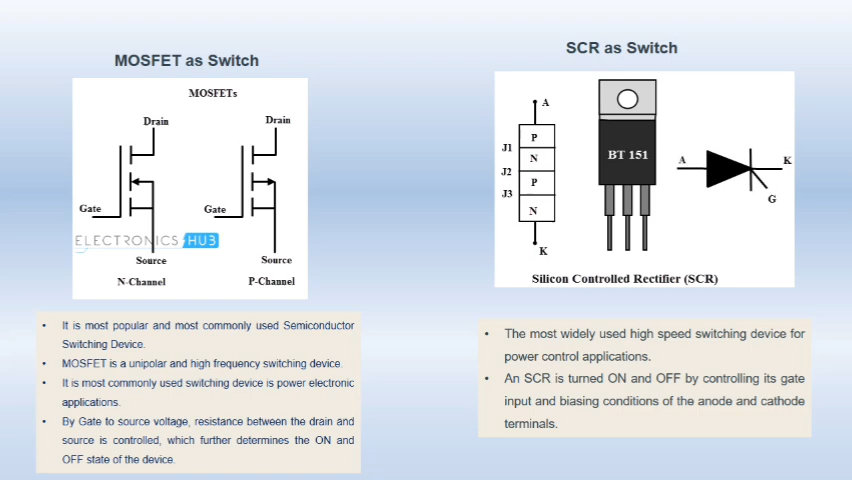 MOSFET as Switch
MOSFETs
Drain
Drain
Gate
Gate
ELECTRONICS HUB
Source
Source
N-Channel
P-Channel
• It is most popular and most commonly used Semiconductor
Switching Device.
• MOSFET is a unipolar and high frequency switching device.
• It is most commonly used switching device is power electronic
applications.
• By Gate to source voltage, resistance between the drain and
source is controlled, which further determines the ON and
OFF state of the device.
SCR as Switch
A
P
J1
N
J2
P
J3
N
K
BT 151
A
K
G
Silicon Controlled Rectifier (SCR)
• The most widely used high speed switching device for
power control applications.
• An SCR is turned ON and OFF by controlling its gate
input and biasing conditions of the anode and cathode
terminals.